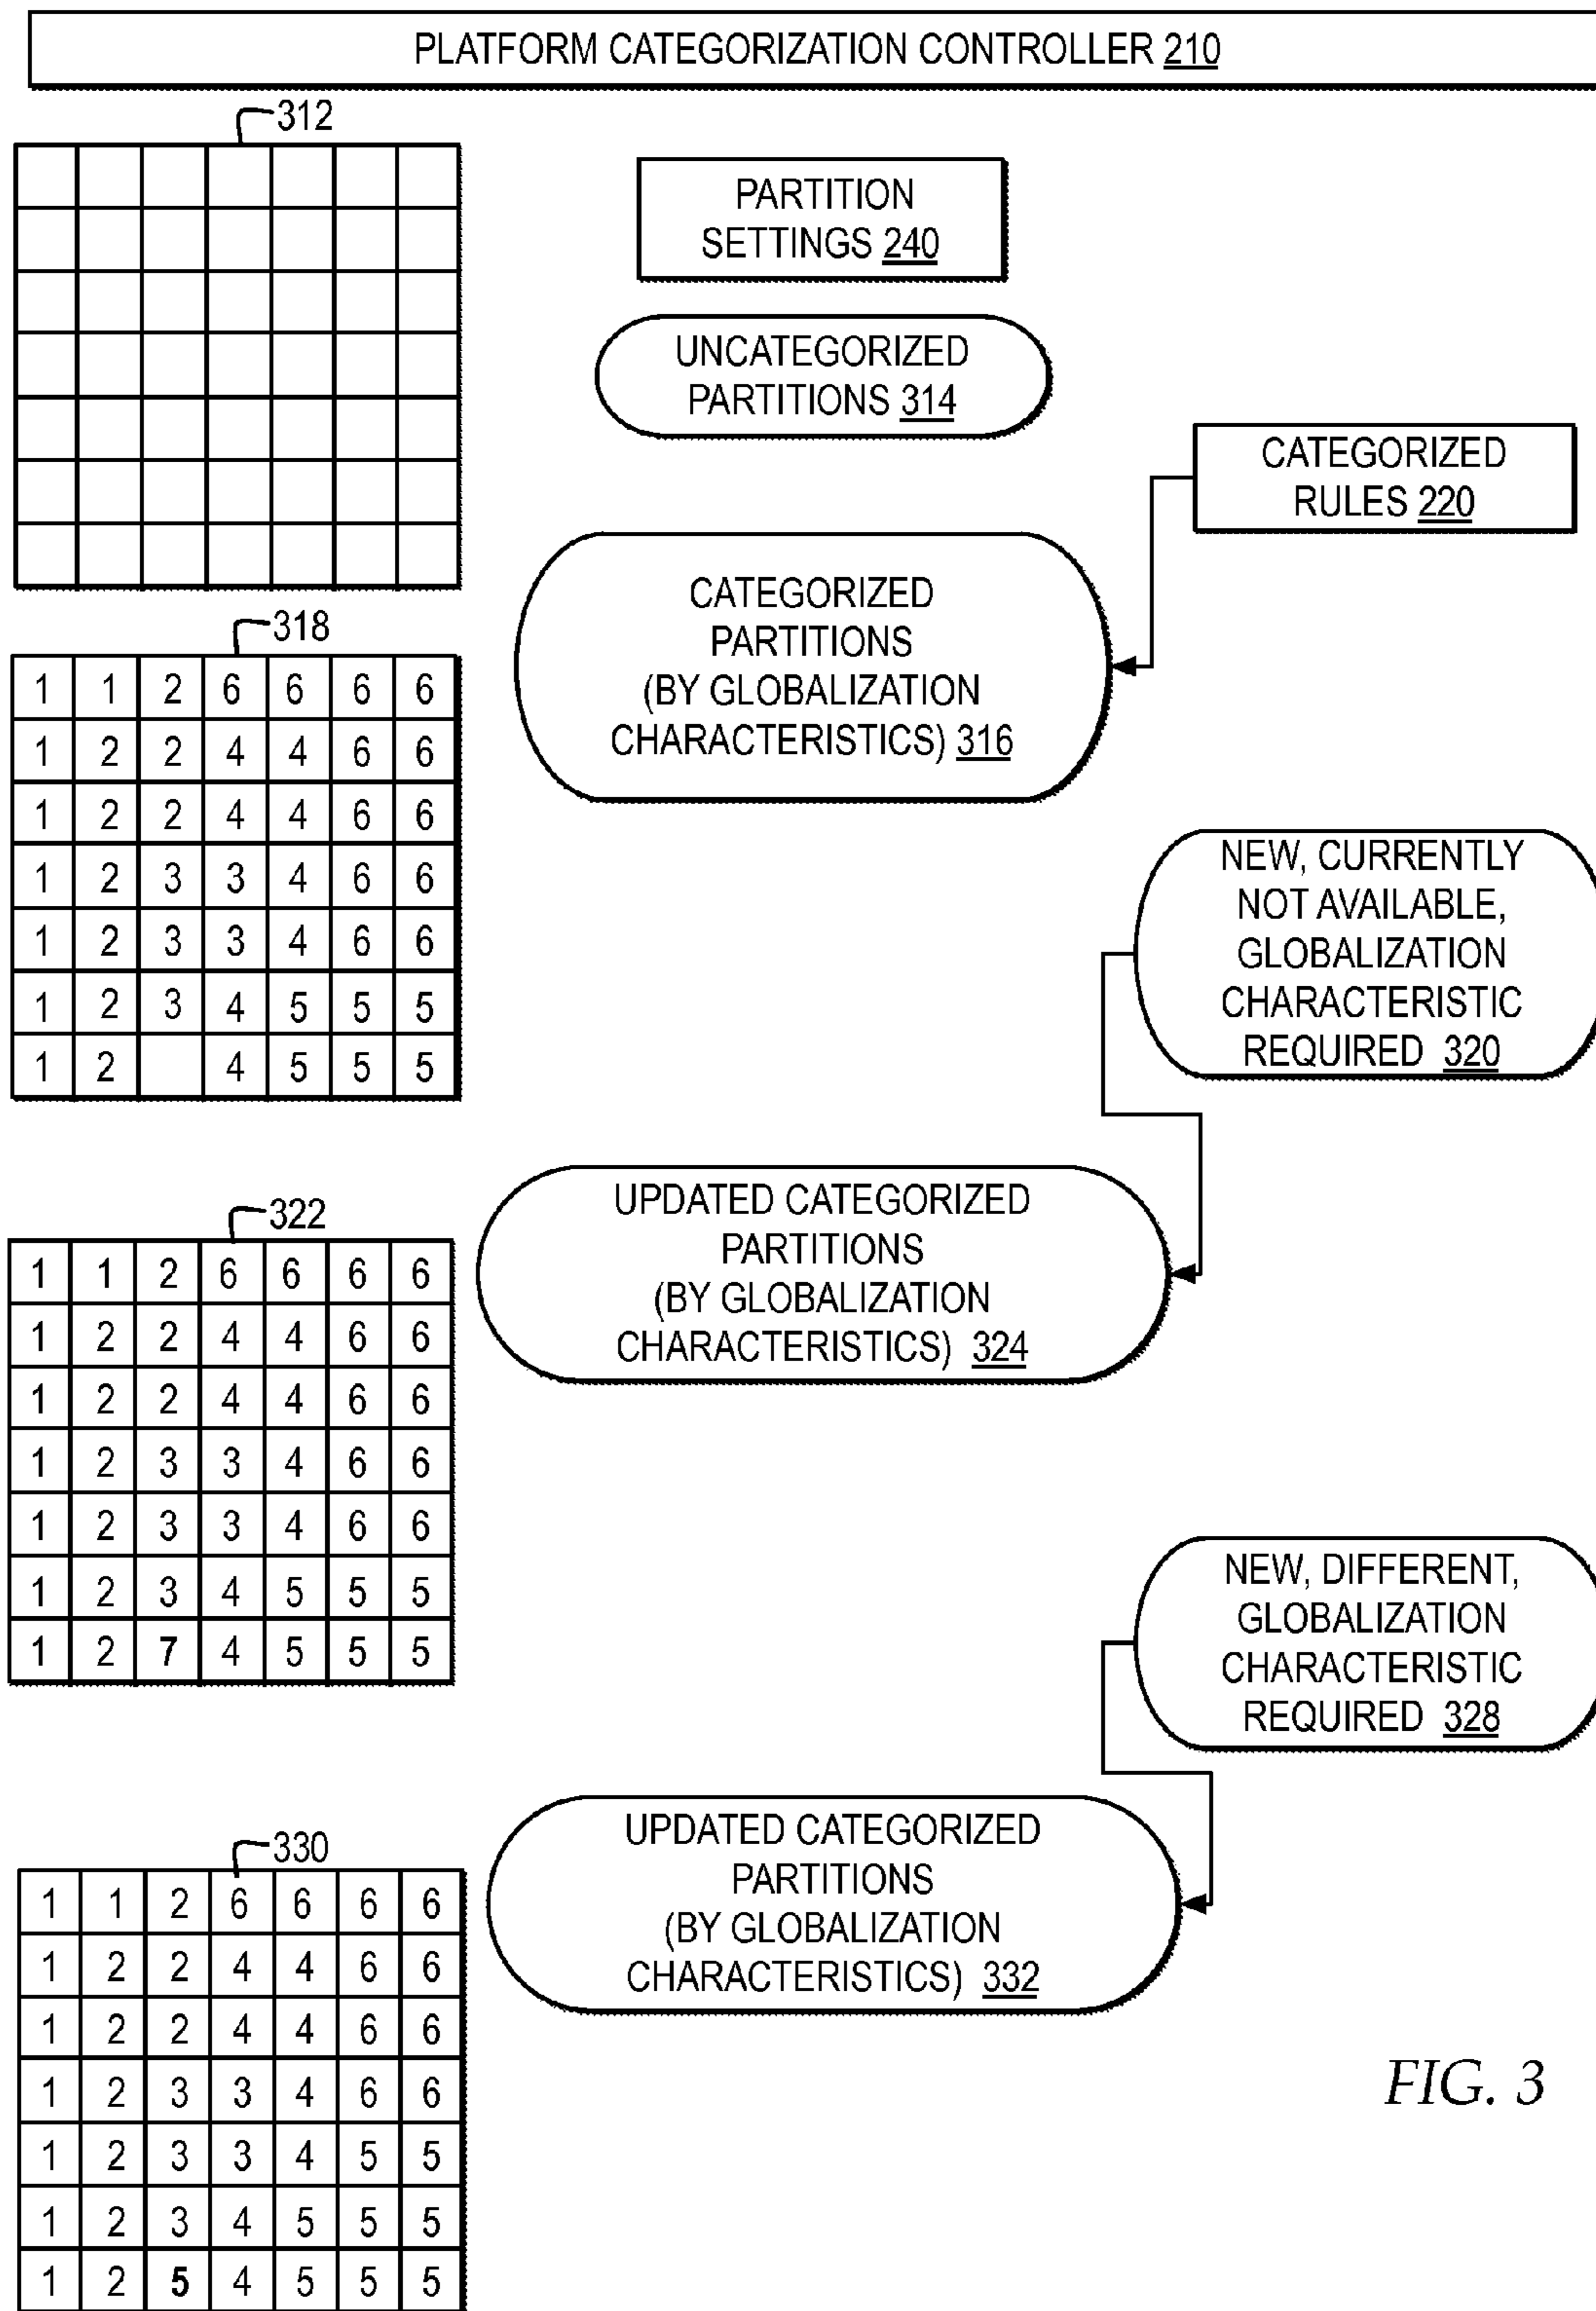 PLATFORM CATEGORIZATION CONTROLLER 210
312
PARTITION
SETTINGS 240
UNCATEGORIZED
PARTITIONS 314
CATEGORIZED
RULES 220
318
1 1 2 6 6 6 6
1 2 2 4 4 6 6
1 2 2 4 4 6 6
1 2 3 3 4 6 6
1 2 3 3 4 6 6
1 2 3 4 5 5 5
1 2 4 5 5 5
CATEGORIZED
PARTITIONS
(BY GLOBALIZATION
CHARACTERISTICS) 316
NEW, CURRENTLY
NOT AVAILABLE,
GLOBALIZATION
CHARACTERISTIC
REQUIRED 320
322
1 1 2 6 6 6 6
1 2 2 4 4 6 6
1 2 2 4 4 6 6
1 2 3 3 4 6 6
1 2 3 3 4 6 6
1 2 3 4 5 5 5
1 2 7 4 5 5 5
UPDATED CATEGORIZED
PARTITIONS
(BY GLOBALIZATION
CHARACTERISTICS) 324
NEW, DIFFERENT,
GLOBALIZATION
CHARACTERISTIC
REQUIRED 328
330
1 1 2 6 6 6 6
1 2 2 4 4 6 6
1 2 2 4 4 6 6
1 2 3 3 4 6 6
1 2 3 3 4 5 5
1 2 3 4 5 5 5
1 2 5 4 5 5 5
UPDATED CATEGORIZED
PARTITIONS
(BY GLOBALIZATION
CHARACTERISTICS) 332
FIG. 3